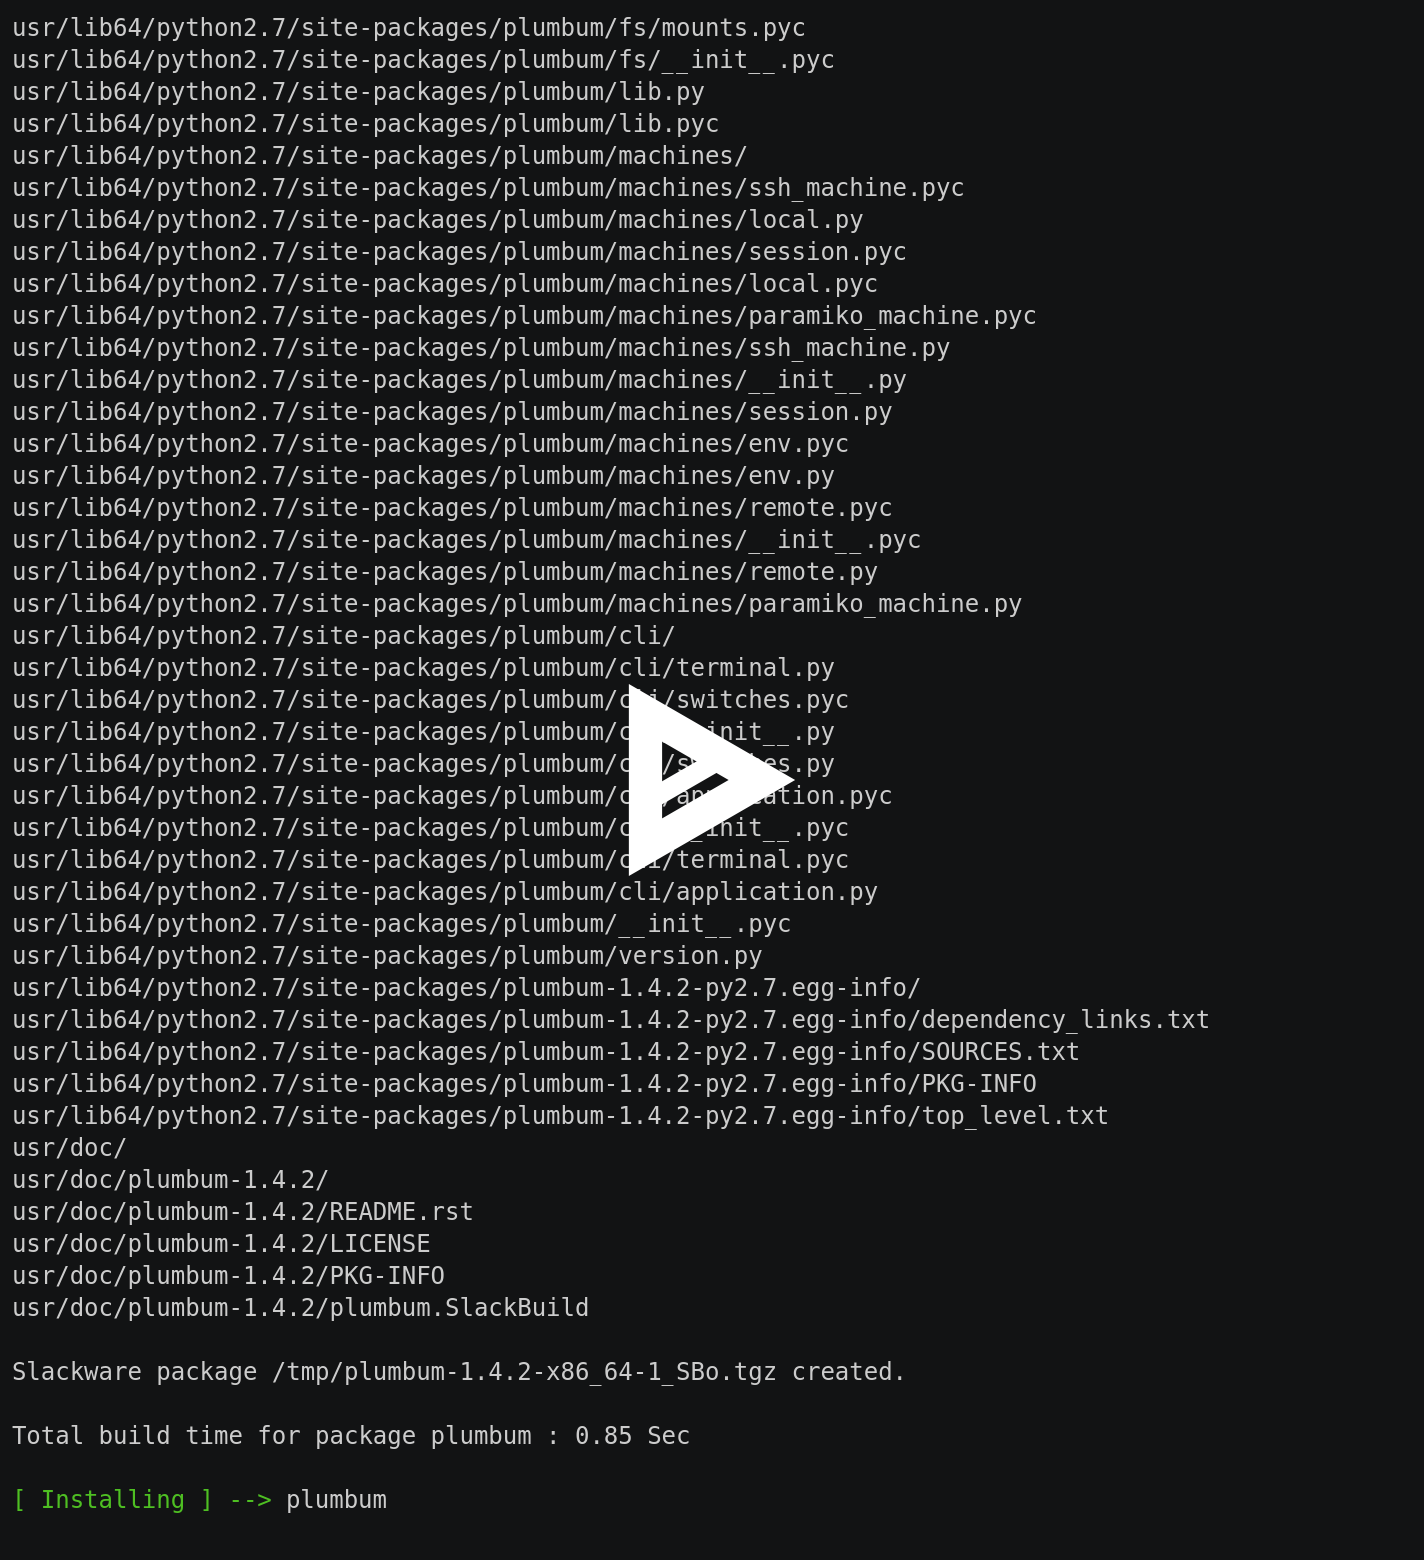 usr/lib64/python2.7/site-packages/plumbum/fs/mounts.pyc
usr/lib64/python2.7/site-packages/plumbum/fs/__init__.pyc
usr/lib64/python2.7/site-packages/plumbum/lib.py
usr/lib64/python2.7/site-packages/plumbum/lib.pyc
usr/lib64/python2.7/site-packages/plumbum/machines/
usr/lib64/python2.7/site-packages/plumbum/machines/ssh_machine.pyc
usr/lib64/python2.7/site-packages/plumbum/machines/local.py
usr/lib64/python2.7/site-packages/plumbum/machines/session.pyc
usr/lib64/python2.7/site-packages/plumbum/machines/local.pyc
usr/lib64/python2.7/site-packages/plumbum/machines/paramiko_machine.pyc
usr/lib64/python2.7/site-packages/plumbum/machines/ssh_machine.py
usr/lib64/python2.7/site-packages/plumbum/machines/__init__.py
usr/lib64/python2.7/site-packages/plumbum/machines/session.py
usr/lib64/python2.7/site-packages/plumbum/machines/env.pyc
usr/lib64/python2.7/site-packages/plumbum/machines/env.py
usr/lib64/python2.7/site-packages/plumbum/machines/remote.pyc
usr/lib64/python2.7/site-packages/plumbum/machines/__init__.pyc
usr/lib64/python2.7/site-packages/plumbum/machines/remote.py
usr/lib64/python2.7/site-packages/plumbum/machines/paramiko_machine.py
usr/lib64/python2.7/site-packages/plumbum/cli/
usr/lib64/python2.7/site-packages/plumbum/cli/terminal.py
usr/lib64/python2.7/site-packages/plumbum/cli/switches.pyc
usr/lib64/python2.7/site-packages/plumbum/cli/__init__.py
usr/lib64/python2.7/site-packages/plumbum/cli/switches.py
usr/lib64/python2.7/site-packages/plumbum/cli/application.pyc
usr/lib64/python2.7/site-packages/plumbum/cli/__init__.pyc
usr/lib64/python2.7/site-packages/plumbum/cli/terminal.pyc
usr/lib64/python2.7/site-packages/plumbum/cli/application.py
usr/lib64/python2.7/site-packages/plumbum/__init__.pyc
usr/lib64/python2.7/site-packages/plumbum/version.py
usr/lib64/python2.7/site-packages/plumbum-1.4.2-py2.7.egg-info/
usr/lib64/python2.7/site-packages/plumbum-1.4.2-py2.7.egg-info/dependency_links.txt
usr/lib64/python2.7/site-packages/plumbum-1.4.2-py2.7.egg-info/SOURCES.txt
usr/lib64/python2.7/site-packages/plumbum-1.4.2-py2.7.egg-info/PKG-INFO
usr/lib64/python2.7/site-packages/plumbum-1.4.2-py2.7.egg-info/top_level.txt
usr/doc/
usr/doc/plumbum-1.4.2/
usr/doc/plumbum-1.4.2/README.rst
usr/doc/plumbum-1.4.2/LICENSE
usr/doc/plumbum-1.4.2/PKG-INFO
usr/doc/plumbum-1.4.2/plumbum.SlackBuild
Slackware package /tmp/plumbum-1.4.2-x86_64-1_SBo.tgz created.
Total build time for package plumbum : 0.85 Sec
[ Installing ] --> plumbum